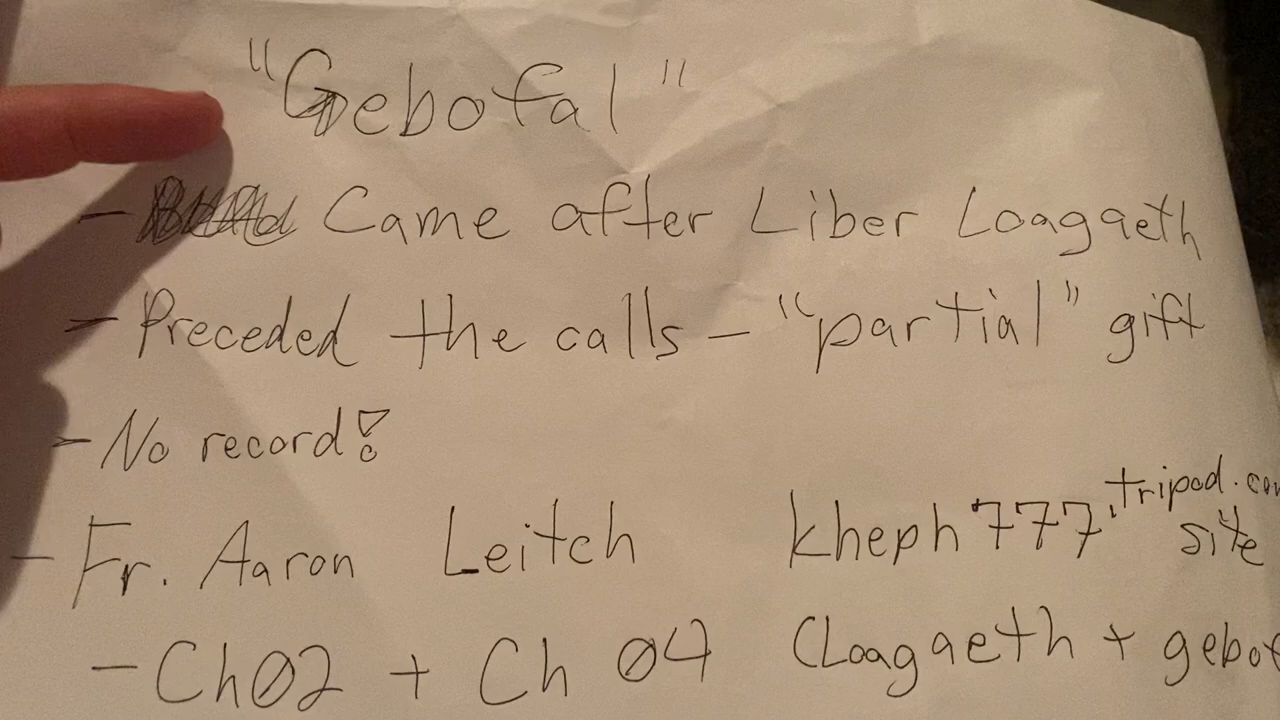 "Gebofal"
- Came after Liber Loagaeth
- Preceded the calls - "partial" gift
- No record!
- Fr. Aaron Leitch kheph777.tripod.com site
- Ch02 + Ch 04 (Loagaeth + gebof